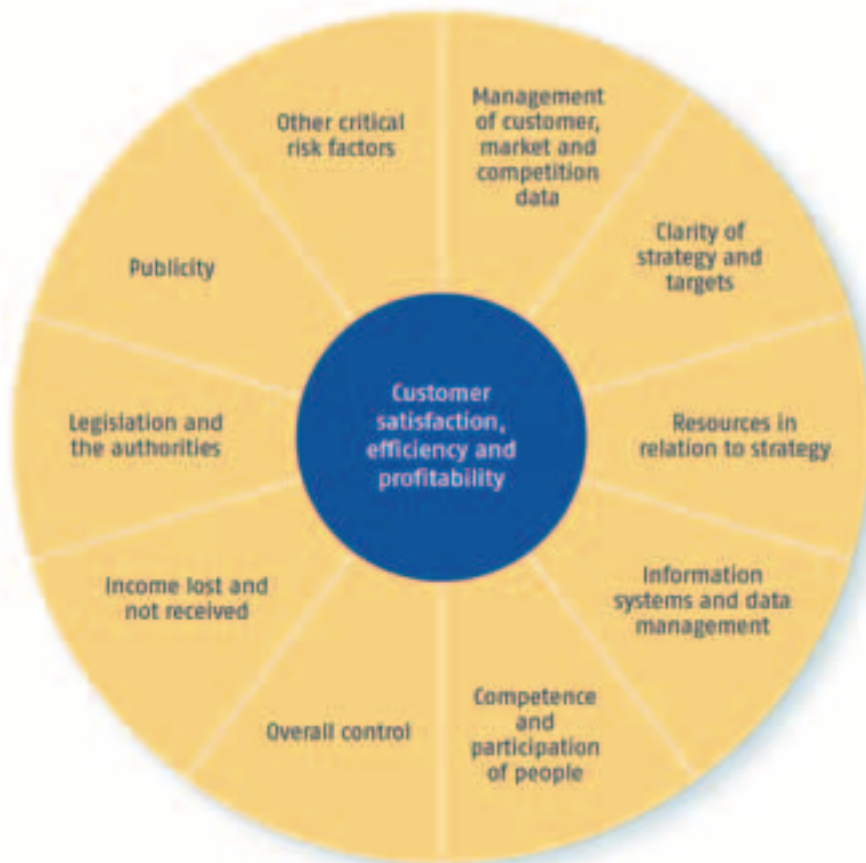 Other critical
risk factors
Management
of customer,
market and
competition
data
Clarity of
strategy and
targets
Resources in
relation to strategy
Information
systems and data
management
Competence
and
participation
of people
Overall control
Income lost and
not received
Legislation and
the authorities
Publicity
Customer
satisfaction,
efficiency and
profitability